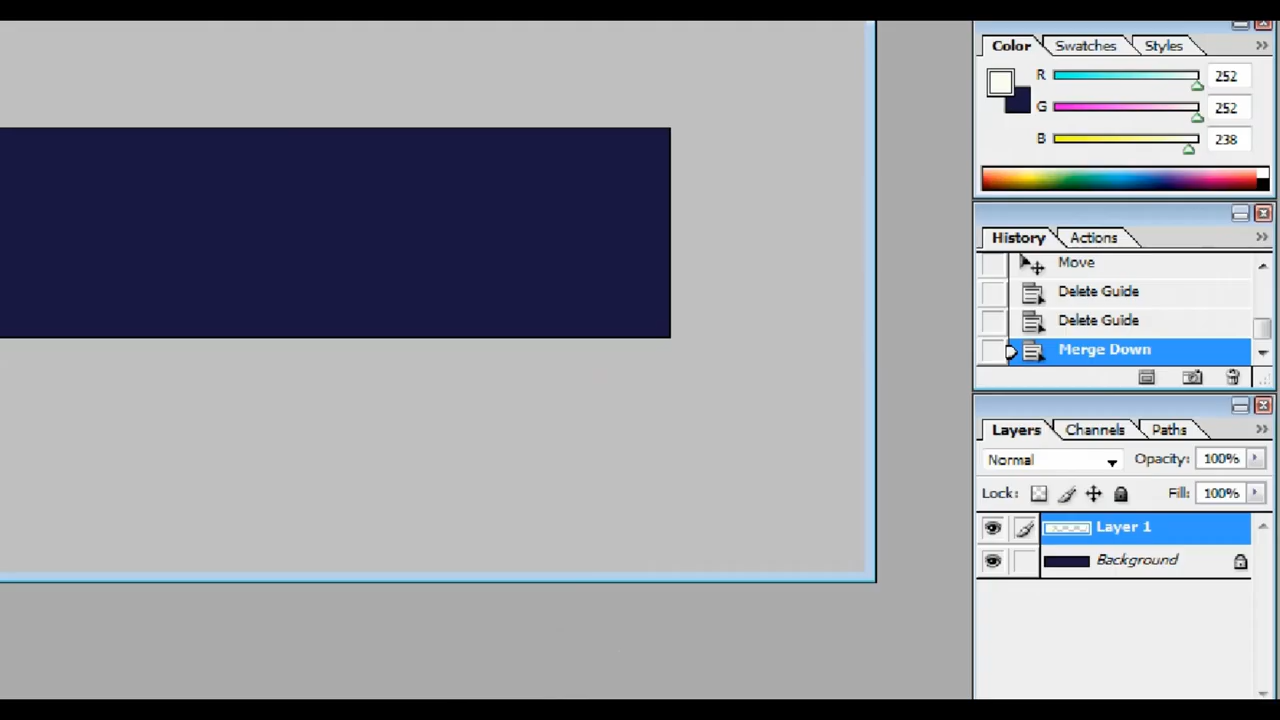 Color Swatches Styles
R 252
G 252
B 238
History Actions
Move
Delete Guide
Delete Guide
Merge Down
Layers Channels Paths
Normal Opacity: 100%
Lock: Fill: 100%
Layer 1
Background